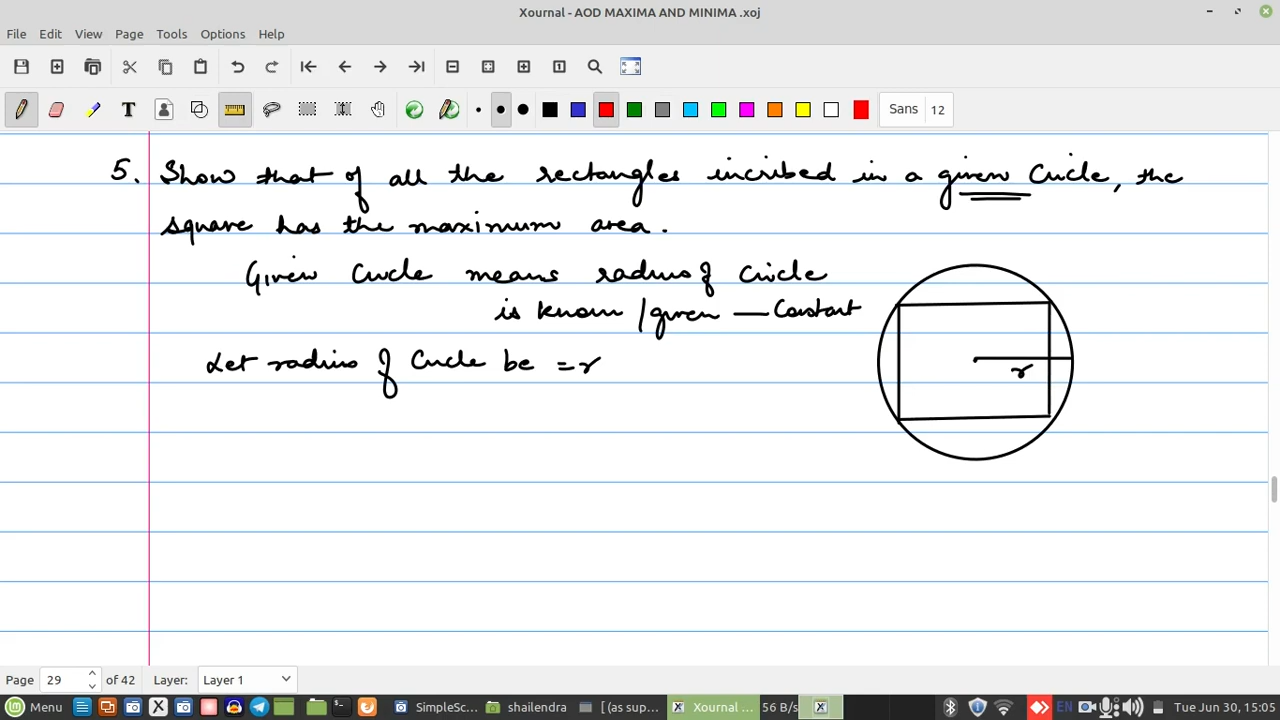 Xournal - AOD MAXIMA AND MINIMA .xoj
File Edit View Page Tools Options Help
Sans 12
5. Show that of all the rectangles incribed in a given Circle, the
square has the maximum area.
Given Circle means radius of Circle
is known / given — Constant
Let radius of Circle be = r
r
Page 29 of 42 Layer: Layer 1
Menu SimpleSc... shailendra [ (as sup... Xournal ... 56 B/s EN Tue Jun 30, 15:05